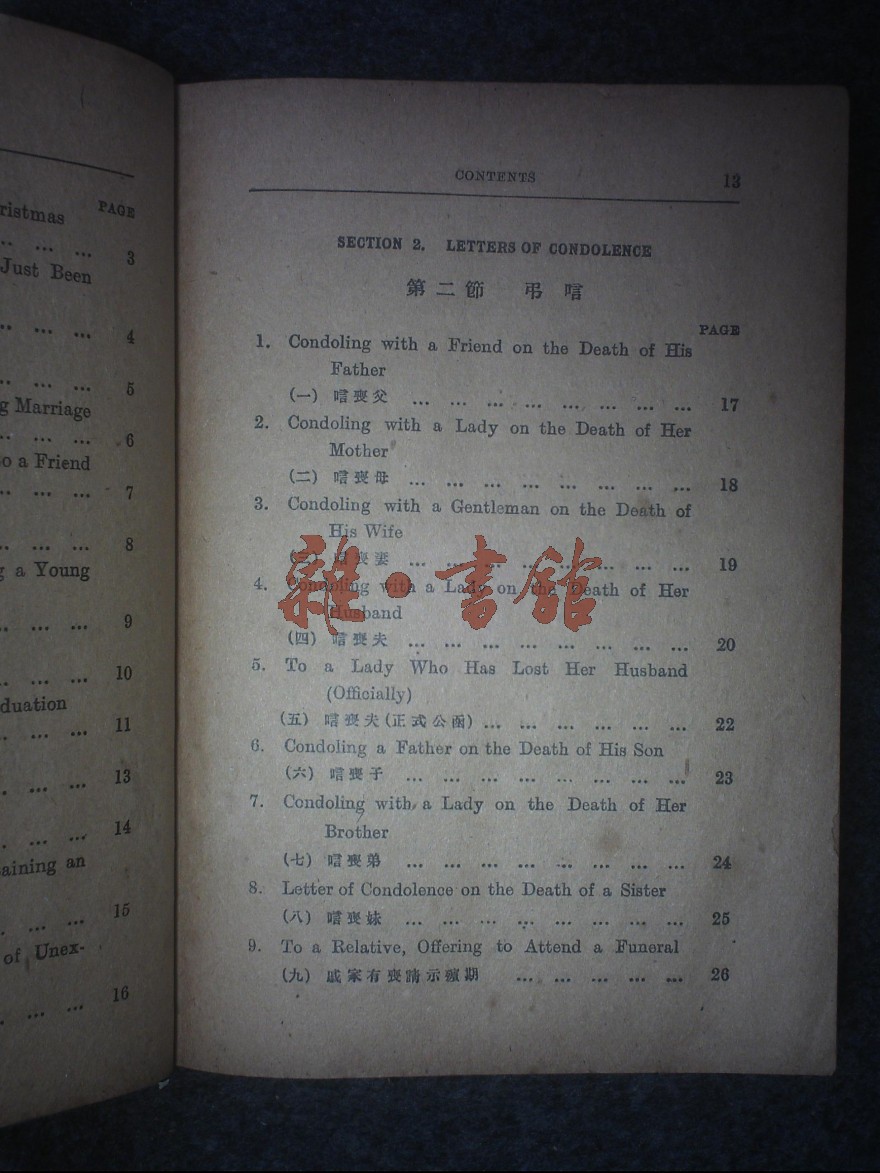 ristmas
PAGE
... ... 3
Just Been
... ... 4
... ... 5
g Marriage
... ... 6
o a Friend
... ... 7
... ... 8
g a Young
... ... 9
... ... 10
duation
... ... 11
... ... 13
... ... 14
aining an
... ... 15
of Unex-
... ... 16
CONTENTS 13
SECTION 2. LETTERS OF CONDOLENCE
第二節 弔唁
PAGE
1. Condoling with a Friend on the Death of His
Father
(一) 唁喪父 ... ... ... ... ... ... ... ... 17
2. Condoling with a Lady on the Death of Her
Mother
(二) 唁喪母 ... ... ... ... ... ... ... ... 18
3. Condoling with a Gentleman on the Death of
His Wife
(三) 唁喪妻 ... ... ... ... ... ... ... ... 19
4. Condoling with a Lady on the Death of Her
Husband
(四) 唁喪夫 ... ... ... ... ... ... ... ... 20
5. To a Lady Who Has Lost Her Husband
(Officially)
(五) 唁喪夫(正式公函) ... ... ... ... ... ... 22
6. Condoling a Father on the Death of His Son
(六) 唁喪子 ... ... ... ... ... ... ... ... 23
7. Condoling with a Lady on the Death of Her
Brother
(七) 唁喪弟 ... ... ... ... ... ... ... ... 24
8. Letter of Condolence on the Death of a Sister
(八) 唁喪妹 ... ... ... ... ... ... ... ... 25
9. To a Relative, Offering to Attend a Funeral
(九) 戚家有喪請示殯期 ... ... ... ... ... 26
雜·書館